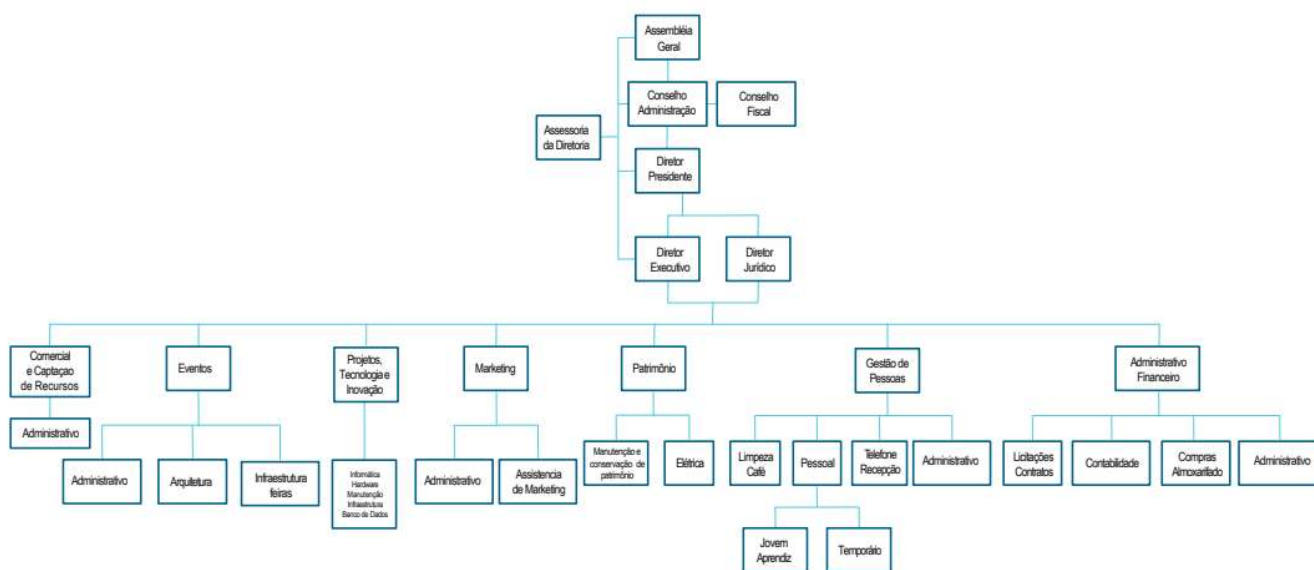 Assembléia
Geral
Conselho
Administração
Conselho
Fiscal
Assessoria
da Diretoria
Diretor
Presidente
Diretor
Executivo
Diretor
Jurídico
Comercial
e Captaçao
de Recursos
Eventos
Projetos,
Tecnologia e
Inovação
Marketing
Patrimônio
Gestão de
Pessoas
Administrativo
Financeiro
Administrativo
Administrativo
Arquitetura
Infraestrutura
feiras
Informática
Hardware
Manutenção
Infraestrutura
Banco de Dados
Administrativo
Assistencia
de Marketing
Manutenção e
conservação de
patrimônio
Elétrica
Limpeza
Café
Pessoal
Telefone
Recepção
Administrativo
Licitações
Contratos
Contabilidade
Compras
Almoxarifado
Administrativo
Jovem
Aprendiz
Temporário